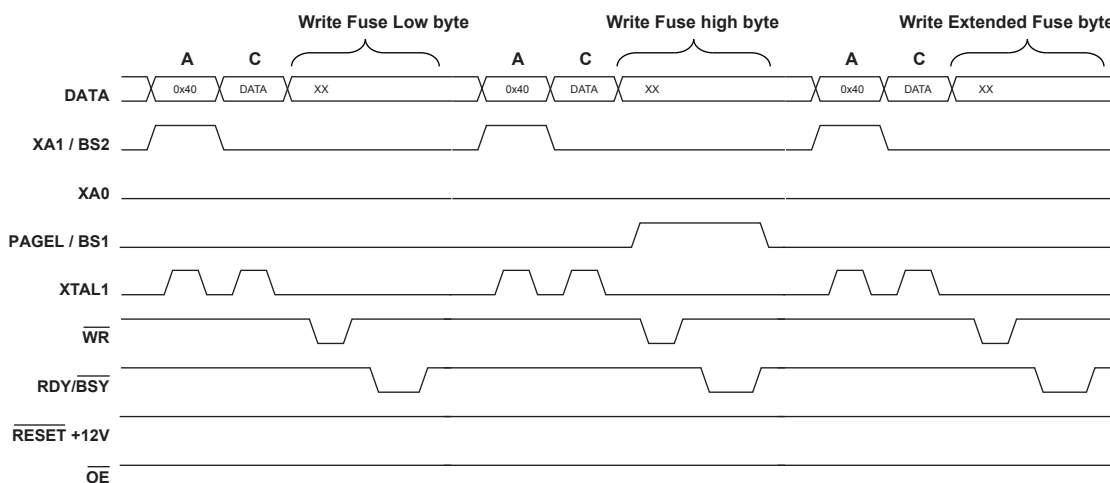 Write Fuse Low byte Write Fuse high byte Write Extended Fuse byte
A C A C A C
DATA 0x40 DATA XX 0x40 DATA XX 0x40 DATA XX
XA1 / BS2
XA0
PAGEL / BS1
XTAL1
WR
RDY/BSY
RESET +12V
OE